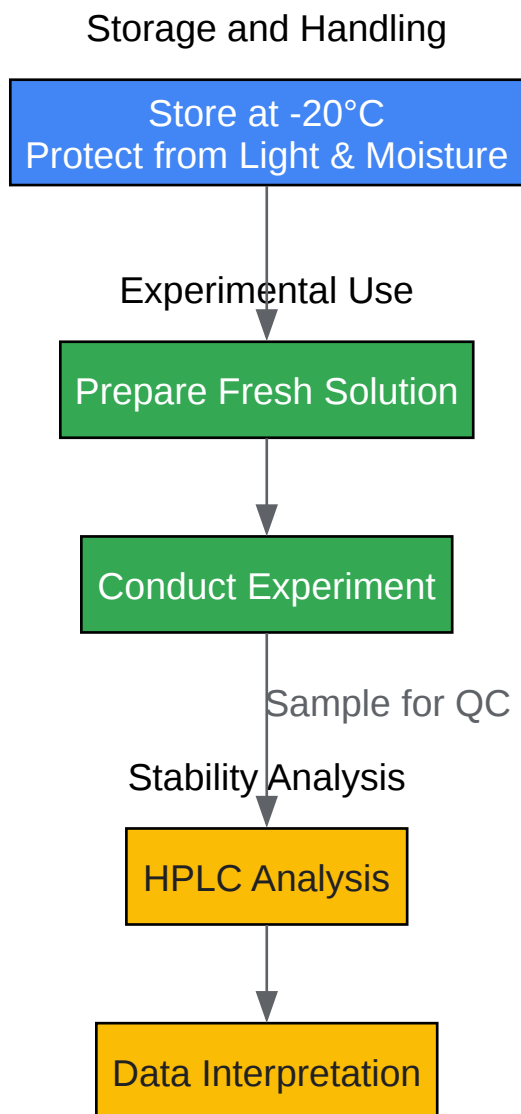 Storage and Handling
Store at -20°C
Protect from Light & Moisture
Experimental Use
Prepare Fresh Solution
Conduct Experiment
Sample for QC
Stability Analysis
HPLC Analysis
Data Interpretation